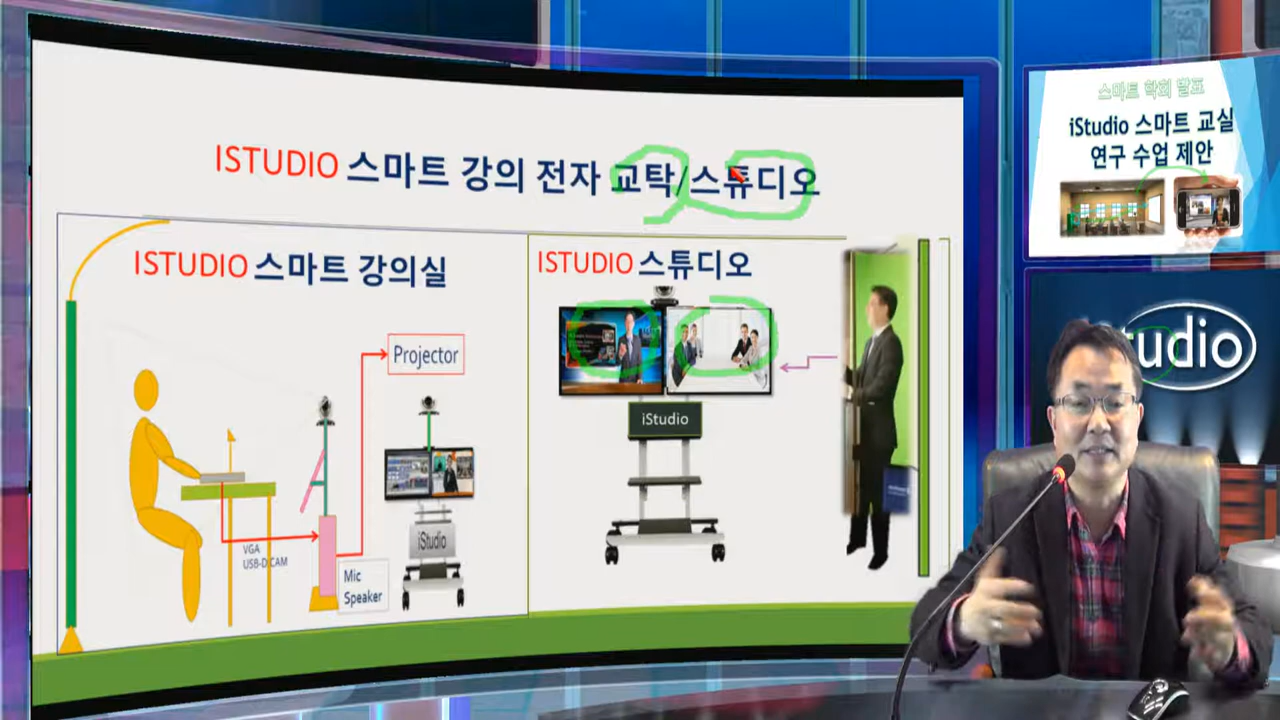 ISTUDIO 스마트 강의 전자 교탁/스튜디오
ISTUDIO 스마트 강의실
Projector
VGA
USB-D.CAM
Mic
Speaker
iStudio
ISTUDIO 스튜디오
iStudio
스마트 학회 발표
iStudio 스마트 교실
연구 수업 제안
iStudio